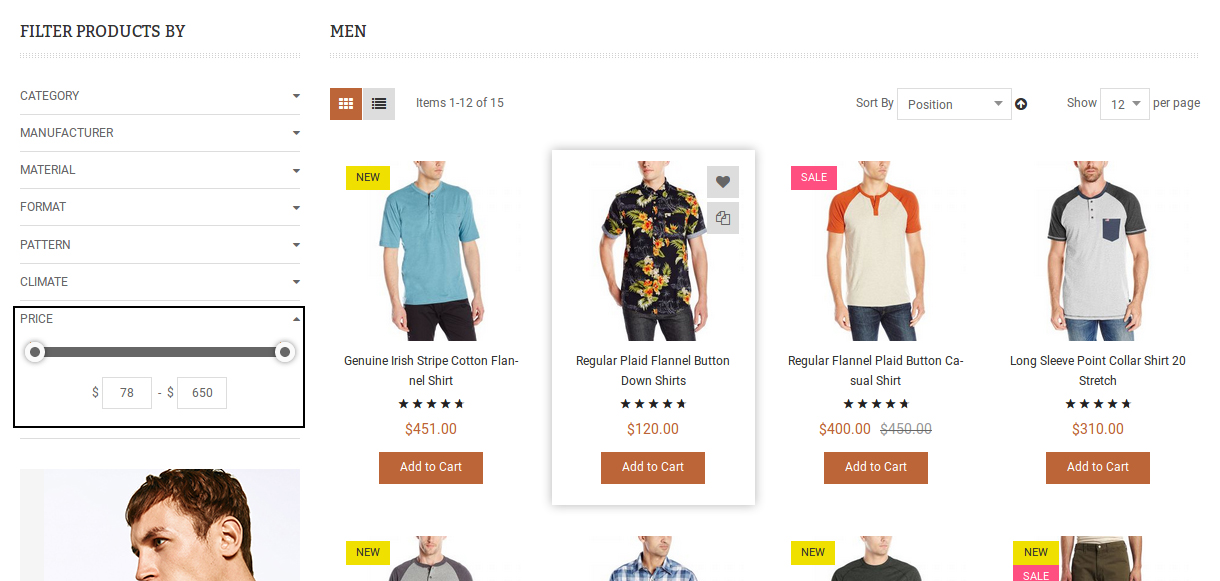 FILTER PRODUCTS BY
MEN
CATEGORY
MANUFACTURER
MATERIAL
FORMAT
PATTERN
CLIMATE
PRICE
$ 78 - $ 650
Items 1-12 of 15
Sort By Position
Show 12 per page
NEW
Genuine Irish Stripe Cotton Flan-
nel Shirt
$451.00
Add to Cart
Regular Plaid Flannel Button
Down Shirts
$120.00
Add to Cart
SALE
Regular Flannel Plaid Button Ca-
sual Shirt
$400.00 $450.00
Add to Cart
Long Sleeve Point Collar Shirt 20
Stretch
$310.00
Add to Cart
NEW
NEW
NEW
SALE